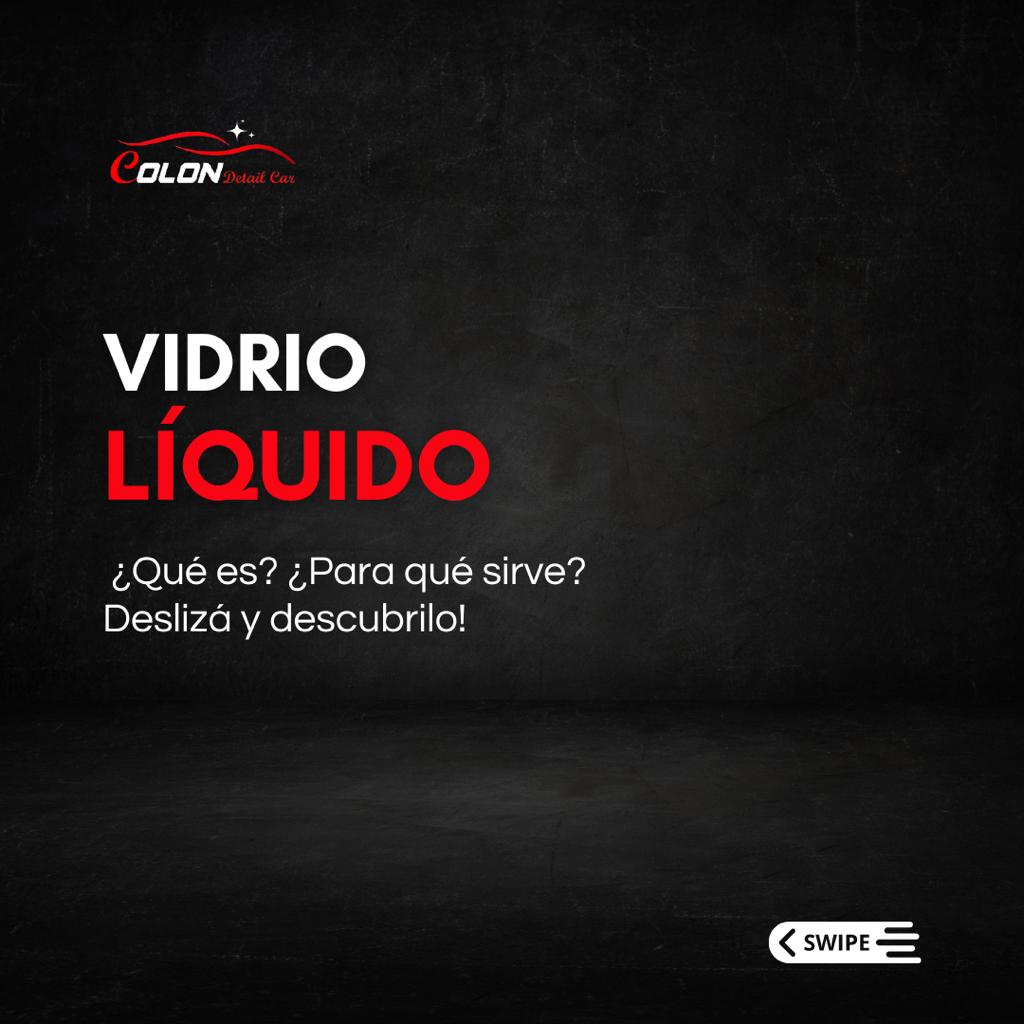 COLON Detail Car
VIDRIO
LÍQUIDO
¿Qué es? ¿Para qué sirve?
Deslizá y descubrilo!
SWIPE